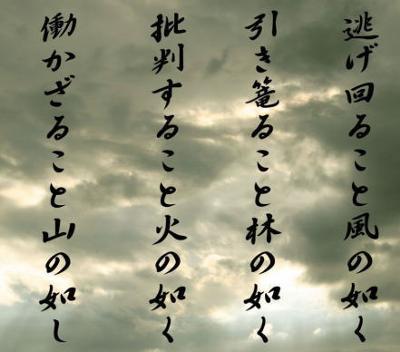 逃げ回ること風の如く
引き篭ること林の如く
批判すること火の如く
働かざること山の如し